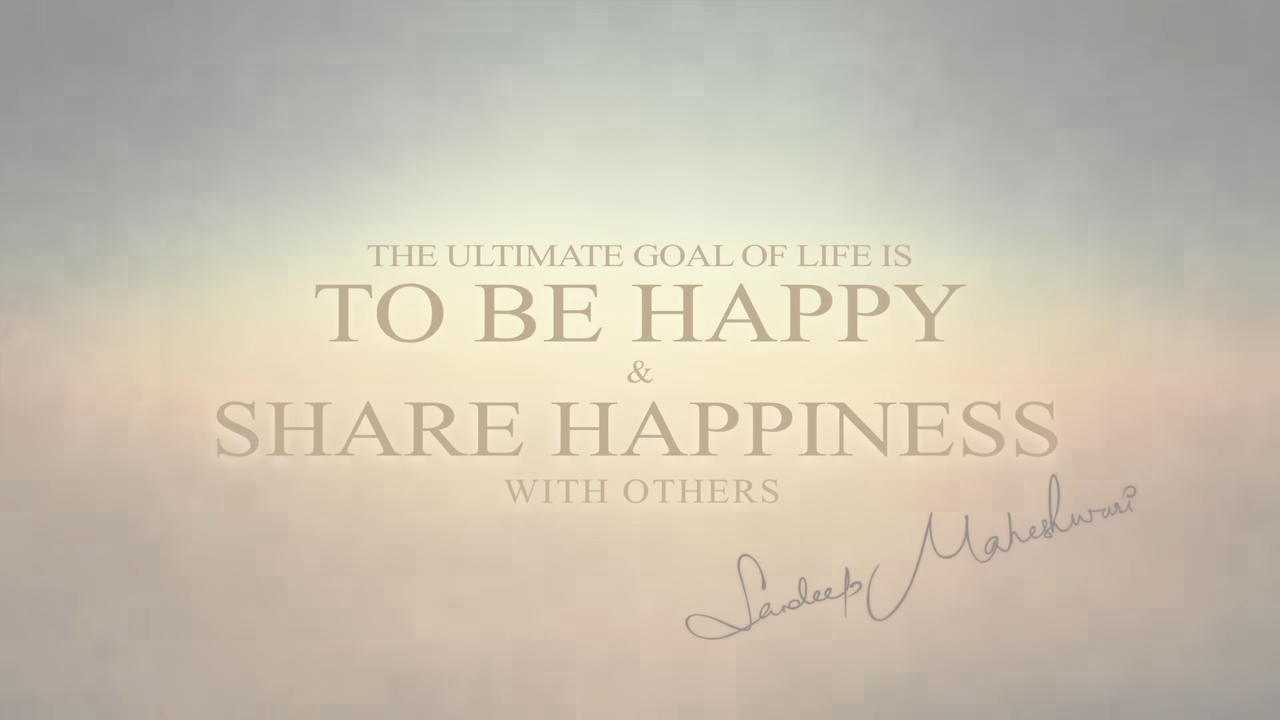 THE ULTIMATE GOAL OF LIFE IS
TO BE HAPPY
&
SHARE HAPPINESS
WITH OTHERS
Sandeep Maheshwari